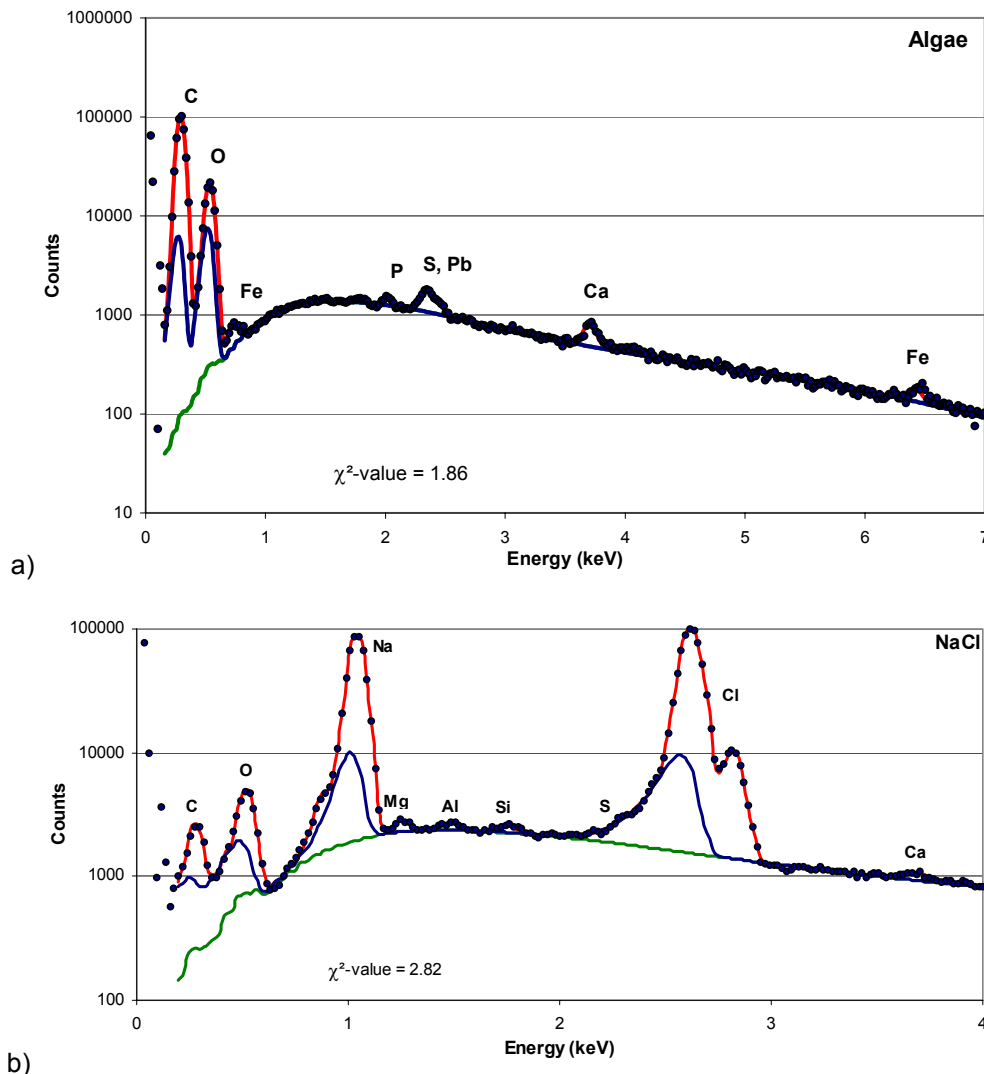 Algae
1000000
100000
10000
1000
100
10
Counts
C
O
Fe
P
S, Pb
Ca
Fe
χ²-value = 1.86
0 1 2 3 4 5 6 7
Energy (keV)
a)
NaCl
100000
10000
1000
100
Counts
C
O
Na
Mg
Al
Si
S
Cl
Ca
χ²-value = 2.82
0 1 2 3 4
Energy (keV)
b)